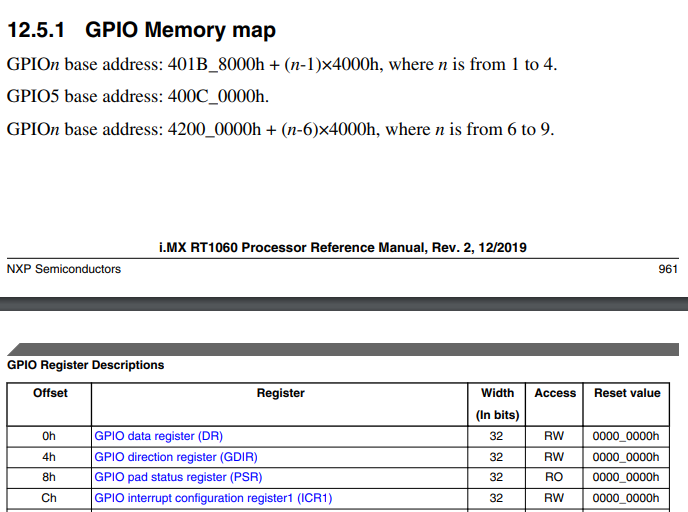 12.5.1 GPIO Memory map
GPIOn base address: 401B_8000h + (n-1)×4000h, where n is from 1 to 4.
GPIO5 base address: 400C_0000h.
GPIOn base address: 4200_0000h + (n-6)×4000h, where n is from 6 to 9.
i.MX RT1060 Processor Reference Manual, Rev. 2, 12/2019
NXP Semiconductors 961
GPIO Register Descriptions
Offset Register Width Access Reset value
(In bits)
0h GPIO data register (DR) 32 RW 0000_0000h
4h GPIO direction register (GDIR) 32 RW 0000_0000h
8h GPIO pad status register (PSR) 32 RO 0000_0000h
Ch GPIO interrupt configuration register1 (ICR1) 32 RW 0000_0000h